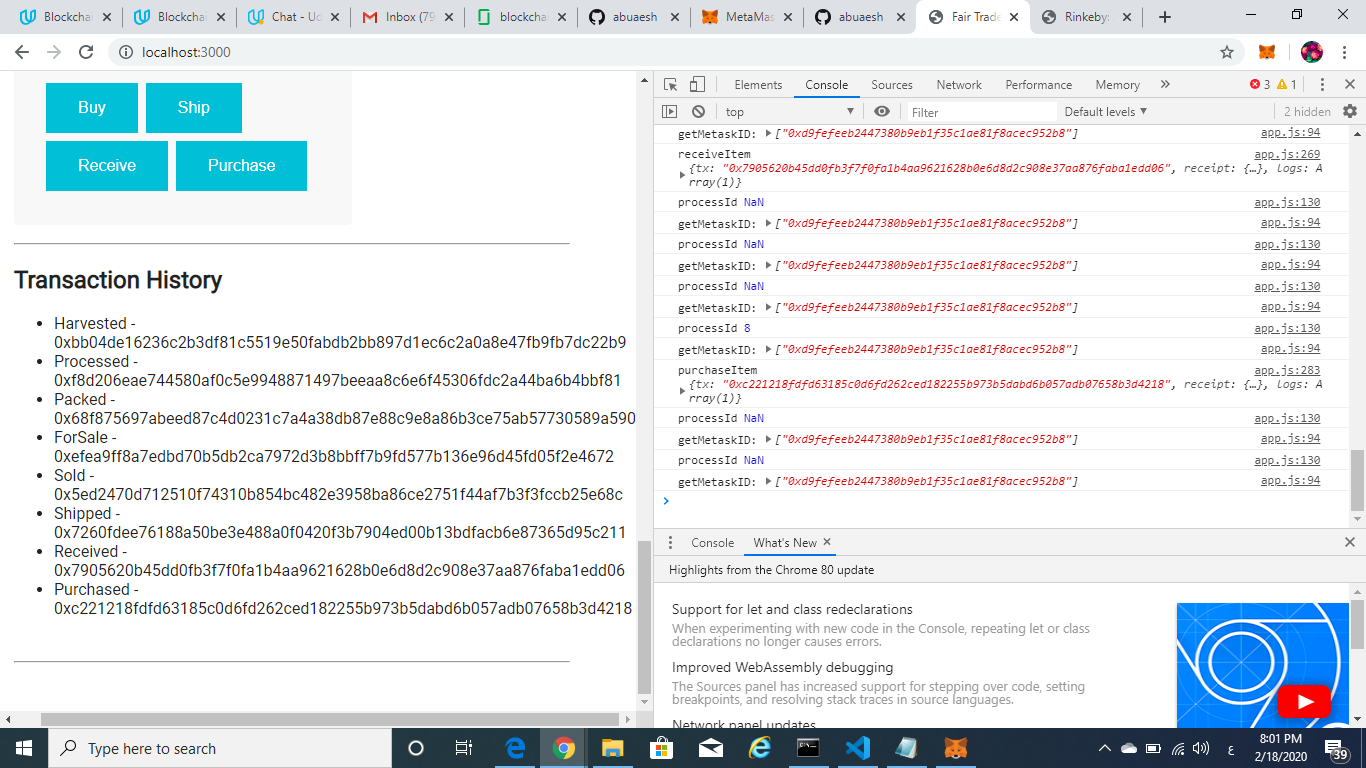 Blockchai
Blockchai
Chat - Uc
Inbox (79
blockchai
abuaesh
MetaMas
abuaesh
Fair Trade
Rinkeby:
localhost:3000
Buy
Ship
Receive
Purchase
Transaction History
Harvested -
0xbb04de16236c2b3df81c5519e50fabdb2bb897d1ec6c2a0a8e47fb9fb7dc22b9
Processed -
0xf8d206eae744580af0c5e9948871497beeaa8c6e6f45306fdc2a44ba6b4bbf81
Packed -
0x68f875697abeed87c4d0231c7a4a38db87e88c9e8a86b3ce75ab57730589a590
ForSale -
0xefea9ff8a7edbd70b5db2ca7972d3b8bbff7b9fd577b136e96d45fd05f2e4672
Sold -
0x5ed2470d712510f74310b854bc482e3958ba86ce2751f44af7b3f3fccb25e68c
Shipped -
0x7260fdee76188a50be3e488a0f0420f3b7904ed00b13bdfacb6e87365d95c211
Received -
0x7905620b45dd0fb3f7f0fa1b4aa9621628b0e6d8d2c908e37aa876faba1edd06
Purchased -
0xc221218fdfd63185c0d6fd262ced182255b973b5dabd6b057adb07658b3d4218
Elements Console Sources Network Performance Memory » 3 1
top Filter Default levels 2 hidden
getMetaskID: ["0xd9fefeeb2447380b9eb1f35c1ae81f8acec952b8"] app.js:94
receiveItem app.js:269
{tx: "0x7905620b45dd0fb3f7f0fa1b4aa9621628b0e6d8d2c908e37aa876faba1edd06", receipt: {…}, logs: A
rray(1)}
processId NaN app.js:130
getMetaskID: ["0xd9fefeeb2447380b9eb1f35c1ae81f8acec952b8"] app.js:94
processId NaN app.js:130
getMetaskID: ["0xd9fefeeb2447380b9eb1f35c1ae81f8acec952b8"] app.js:94
processId NaN app.js:130
getMetaskID: ["0xd9fefeeb2447380b9eb1f35c1ae81f8acec952b8"] app.js:94
processId 8 app.js:130
getMetaskID: ["0xd9fefeeb2447380b9eb1f35c1ae81f8acec952b8"] app.js:94
purchaseItem app.js:283
{tx: "0xc221218fdfd63185c0d6fd262ced182255b973b5dabd6b057adb07658b3d4218", receipt: {…}, logs: A
rray(1)}
processId NaN app.js:130
getMetaskID: ["0xd9fefeeb2447380b9eb1f35c1ae81f8acec952b8"] app.js:94
processId NaN app.js:130
getMetaskID: ["0xd9fefeeb2447380b9eb1f35c1ae81f8acec952b8"] app.js:94
Console What's New
Highlights from the Chrome 80 update
Support for let and class redeclarations
When experimenting with new code in the Console, repeating let or class
declarations no longer causes errors.
Improved WebAssembly debugging
The Sources panel has increased support for stepping over code, setting
breakpoints, and resolving stack traces in source languages.
Network panel updates
Type here to search
ع
8:01 PM
2/18/2020
39